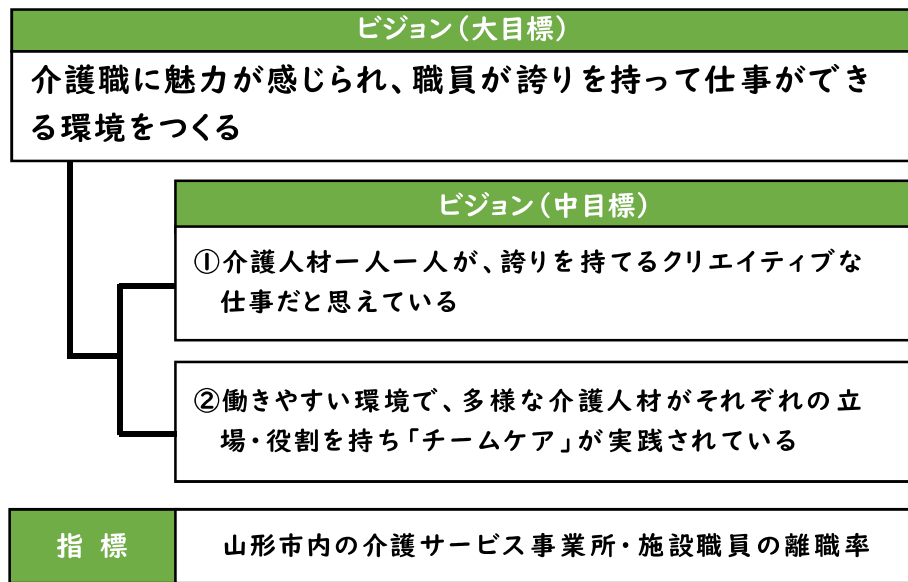 ビジョン(大目標)
介護職に魅力が感じられ、職員が誇りを持って仕事ができ
る環境をつくる
ビジョン(中目標)
①介護人材一人一人が、誇りを持てるクリエイティブな
仕事だと思えている
②働きやすい環境で、多様な介護人材がそれぞれの立
場・役割を持ち「チームケア」が実践されている
指 標
山形市内の介護サービス事業所・施設職員の離職率